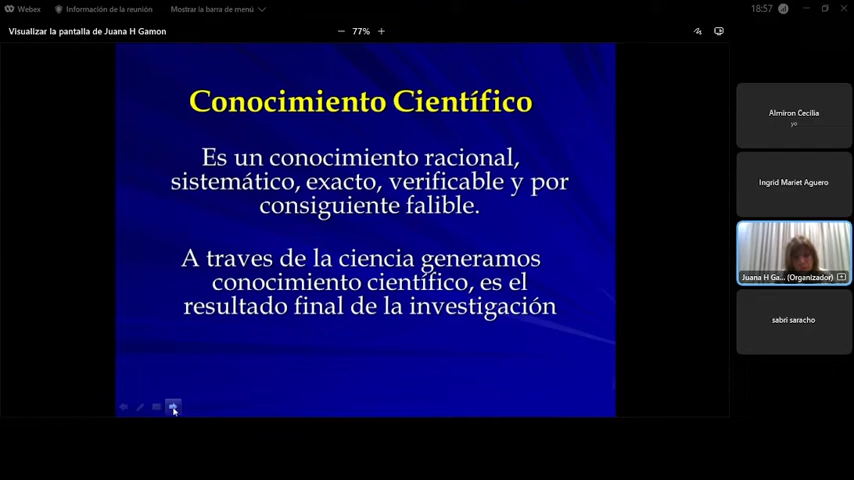 Webex
Información de la reunión
Mostrar la barra de menú
18:57
Visualizar la pantalla de Juana H Gamon
77%
Conocimiento Científico
Es un conocimiento racional,
sistemático, exacto, verificable y por
consiguiente falible.
A traves de la ciencia generamos
conocimiento científico, es el
resultado final de la investigación
Almiron Cecilia
yo
Ingrid Mariet Aguero
Juana H Ga... (Organizador)
sabri saracho